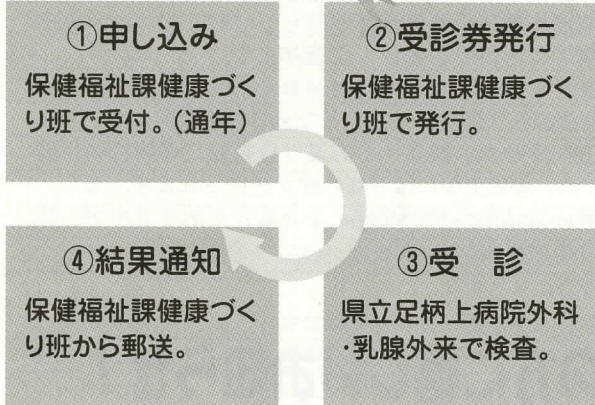 ①申し込み
保健福祉課健康づく
り班で受付。(通年)
②受診券発行
保健福祉課健康づく
り班で発行。
③受　診
県立足柄上病院外科
・乳腺外来で検査。
④結果通知
保健福祉課健康づく
り班から郵送。